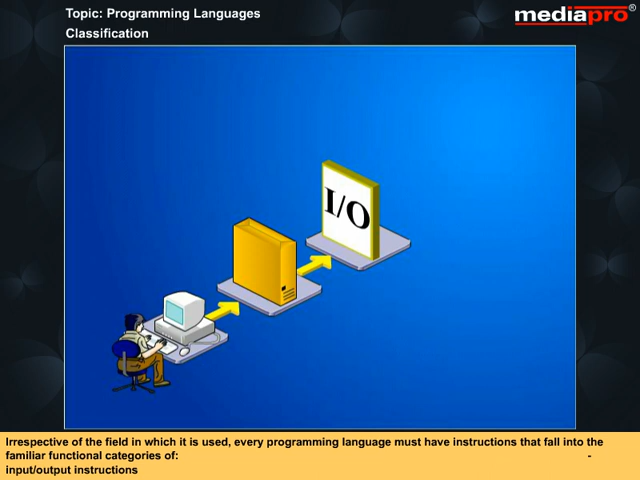 Topic: Programming Languages
Classification
mediapro®
I/O
Irrespective of the field in which it is used, every programming language must have instructions that fall into the
familiar functional categories of: -
input/output instructions